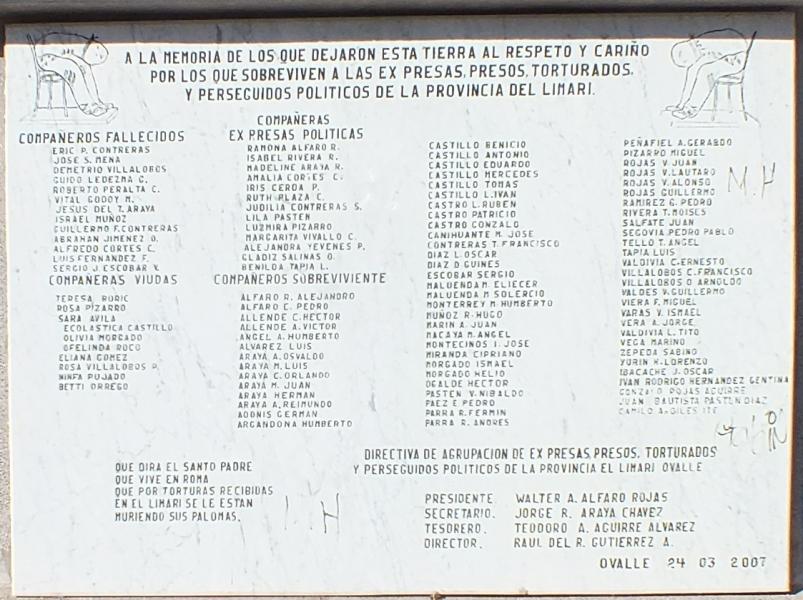 A LA MEMORIA DE LOS QUE DEJARON ESTA TIERRA AL RESPETO Y CARIÑO
POR LOS QUE SOBREVIVEN A LAS EX PRESAS, PRESOS, TORTURADOS,
Y PERSEGUIDOS POLITICOS DE LA PROVINCIA DEL LIMARI.
COMPAÑEROS FALLECIDOS
ERIC P. CONTRERAS
JOSE S. MENA
DEMETRIO VILLALOBOS
GUIDO LEDEZMA G.
ROBERTO PERALTA C.
VITAL GODOY M.
JESUS DEL T. ARAYA
ISRAEL MUÑOZ
GUILLERMO F. CONTRERAS
ABRAHAN JIMENEZ O.
ALFREDO CORTES C.
LUIS FERNANDEZ F.
SERGIO J. ESCOBAR V.
COMPAÑERAS VIUDAS
TERESA BORIC
ROSA PIZARRO
SARA AVILA
ECOLASTICA CASTILLO
OLIVIA MORGADO
OFELINDA ROCO
ELIANA GOMEZ
ROSA VILLALOBOS P.
NINFA PUJADO
BETTI ORREGO
COMPAÑERAS
EX PRESAS POLITICAS
RAMONA ALFARO R.
ISABEL RIVERA R.
MADELINE ARAYA R.
AMALIA CORTES C.
IRIS CERDA P.
RUTH PLAZA C.
JUDILIA CONTRERAS S.
LILA PASTEN
LUZMIRA PIZARRO
MARGARITA VIVALLO C.
ALEJANDRA YEVENES P.
GLADIZ SALINAS O.
BENILDA TAPIA L.
COMPAÑEROS SOBREVIVIENTE
ALFARO R. ALEJANDRO
ALFARO C. PEDRO
ALLENDE C. HECTOR
ALLENDE A. VICTOR
ANGEL A. HUMBERTO
ALVAREZ LUIS
ARAYA A. OSVALDO
ARAYA M. LUIS
ARAYA C. ORLANDO
ARAYA M. JUAN
ARAYA HERMAN
ARAYA A. REIMUNDO
ADONIS GERMAN
ARGANDONA HUMBERTO
CASTILLO BENICIO
CASTILLO ANTONIO
CASTILLO EDUARDO
CASTILLO MERCEDES
CASTILLO TOMAS
CASTILLO L. IVAN
CASTRO L. RUBEN
CASTRO PATRICIO
CASTRO GONZALO
CANIHUANTE M. JOSE
CONTRERAS T. FRANCISCO
DIAZ L. OSCAR
DIAZ D. GUINES
ESCOBAR SERGIO
MALUENDA M. ELIECER
MALUENDA M SOLERCIO
MONTERREY M. HUMBERTO
MUÑOZ R. HUGO
MARIN A. JUAN
MACAYA M. ANGEL
MONTECINOS I. JOSE
MIRANDA CIPRIANO
MORGADO ISMAEL
MORGADO HELIO
OGALDE HECTOR
PASTEN V. NIBALDO
PAEZ E. PEDRO
PARRA R. FERMIN
PARRA R. ANDRES
PEÑAFIEL A. GERARDO
PIZARRO MIGUEL
ROJAS V. JUAN
ROJAS V. LAUTARO
ROJAS V. ALONSO
ROJAS GUILLERMO
RAMIREZ G. PEDRO
RIVERA T. MOISES
SALFATE JUAN
SEGOVIA. PEDRO PABLO
TELLO T. ANGEL
TAPIA LUIS
VALDIVIA C. ERNESTO
VILLALOBOS C. FRANCISCO
VILLALOBOS O. ARNOLDO
VALDES V. GUILLERMO
VIERA F. MIGUEL
VARAS V. ISMAEL
VERA A. JORGE
VALDIVIA L. TITO
VEGA MARINO
ZEPEDA SABINO
YURIN K. LORENZO
IBACACHE J. OSCAR
IVAN RODRIGO HERNANDEZ GENTINA
GONZALO ROJAS AGUIRRE
JUAN BAUTISTA PASTEN DIAZ
CAMILO
M.H
QUE DIRA EL SANTO PADRE
QUE VIVE EN ROMA
QUE POR TORTURAS RECIBIDAS
EN EL LIMARI SE LE ESTAN
MURIENDO SUS PALOMAS.
DIRECTIVA DE AGRUPACION DE EX PRESAS, PRESOS, TORTURADOS
Y PERSEGUIDOS POLITICOS DE LA PROVINCIA EL LIMARI OVALLE
PRESIDENTE. WALTER A. ALFARO ROJAS
SECRETARIO. JORGE R. ARAYA CHAVEZ
TESORERO. TEODORO A. AGUIRRE ALVAREZ
DIRECTOR. RAUL DEL R. GUTIERREZ A.
OVALLE 24 03 2007